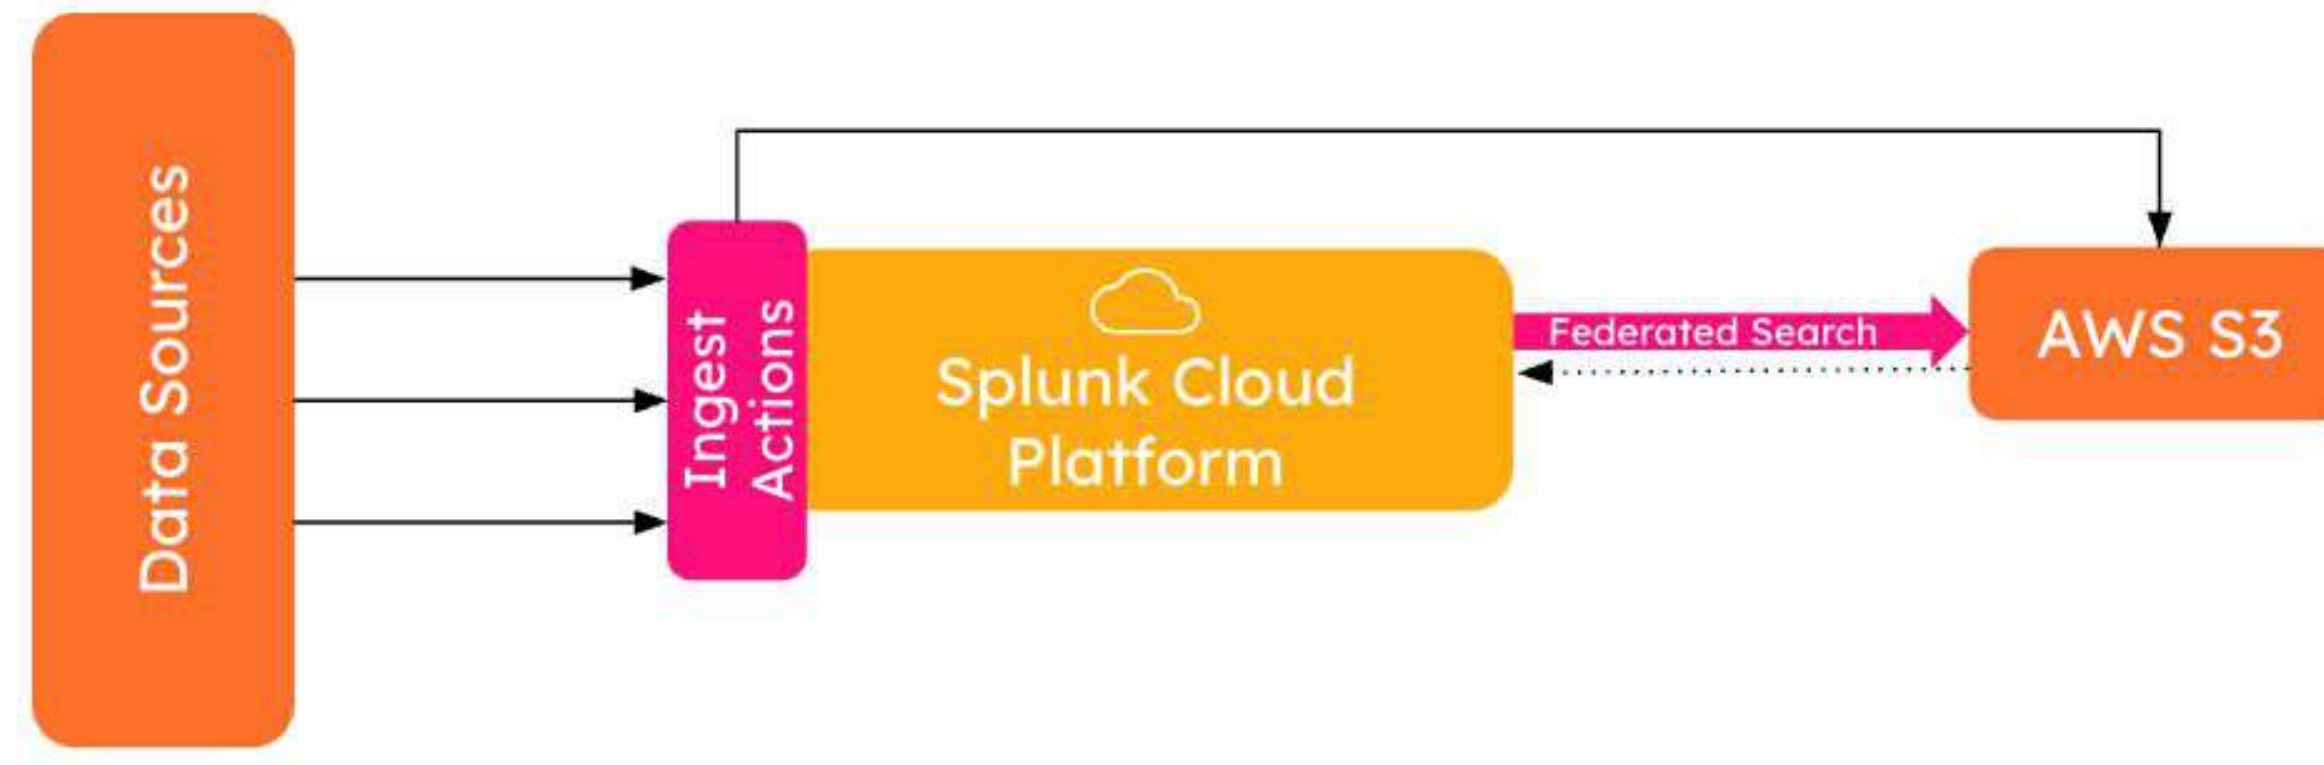 Data Sources
Ingest
Actions
Splunk Cloud
Platform
Federated Search
AWS S3